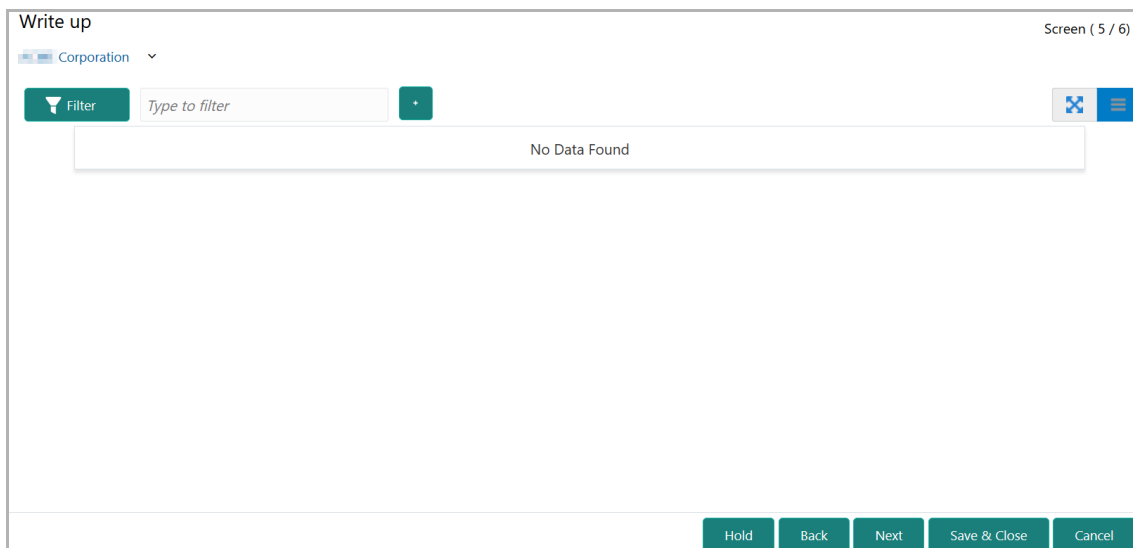 Write up
Screen ( 5 / 6)
Corporation
Filter
Type to filter
+
No Data Found
Hold
Back
Next
Save & Close
Cancel